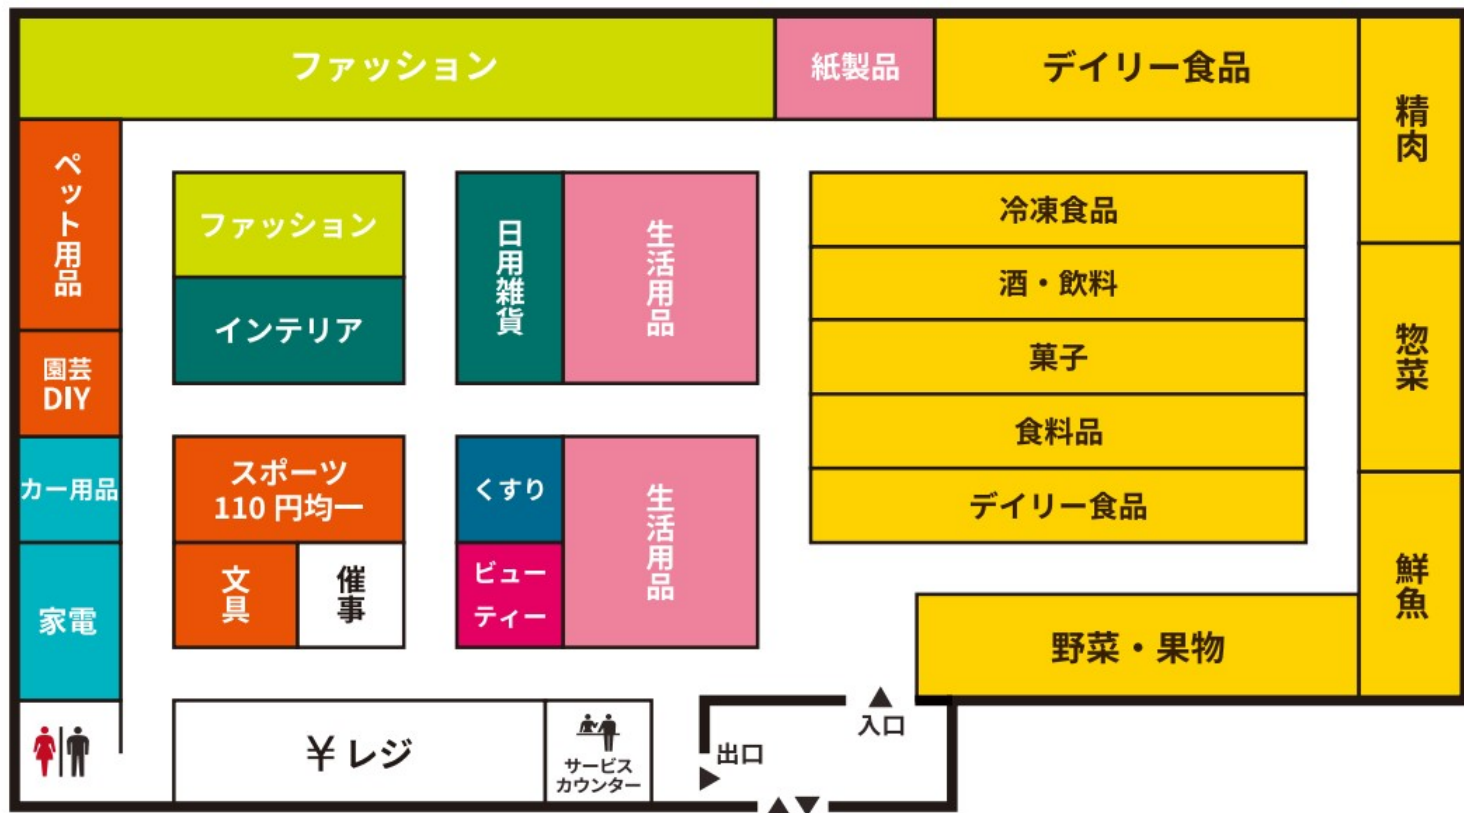 ファッション
紙製品
デイリー食品
精肉
ペット用品
ファッション
日用雑貨
生活用品
冷凍食品
酒・飲料
インテリア
菓子
惣菜
園芸
DIY
食料品
カー用品
スポーツ
110円均一
くすり
生活用品
デイリー食品
鮮魚
家電
文具
催事
ビュー
ティー
野菜・果物
¥レジ
サービス
カウンター
出口
入口